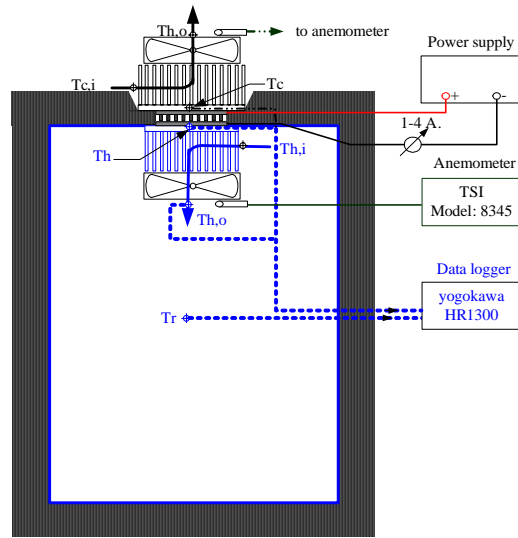 Th,o
to anemometer
Power supply
Tc,i
Tc
+
-
1-4 A.
Th
Th,i
Anemometer
TSI
Model: 8345
Th,o
Data logger
yogokawa
HR1300
Tr